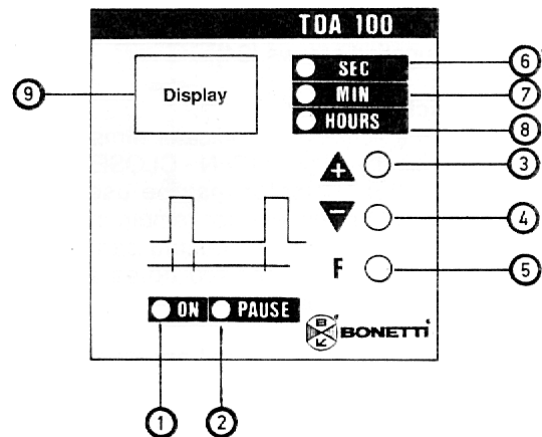 TOA 100
6
SEC
9
Display
MIN
7
HOURS
8
+
3
−
4
F
5
ON
PAUSE
B
K
BONETTI
1
2